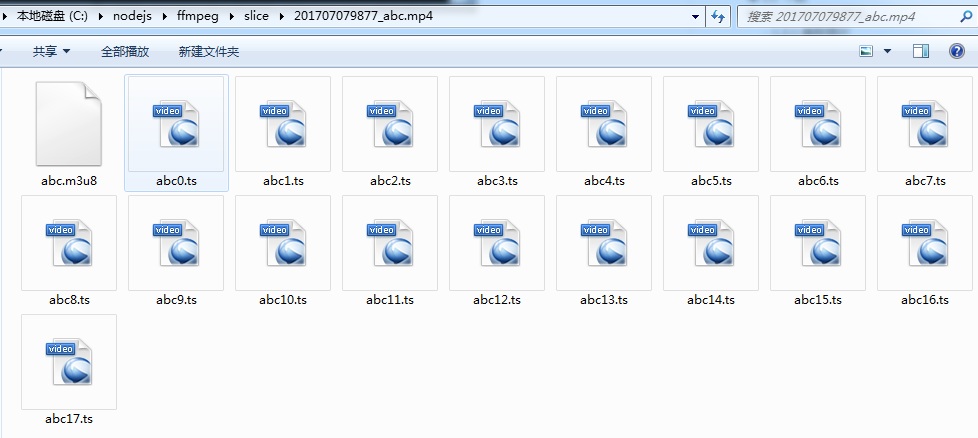 本地磁盘 (C:) ▸ nodejs ▸ ffmpeg ▸ slice ▸ 201707079877_abc.mp4
搜索 201707079877_abc.mp4
共享 全部播放 新建文件夹
abc.m3u8 abc0.ts abc1.ts abc2.ts abc3.ts abc4.ts abc5.ts abc6.ts abc7.ts
video video video video video video video video
abc8.ts abc9.ts abc10.ts abc11.ts abc12.ts abc13.ts abc14.ts abc15.ts abc16.ts
video video video video video video video video video
abc17.ts
video